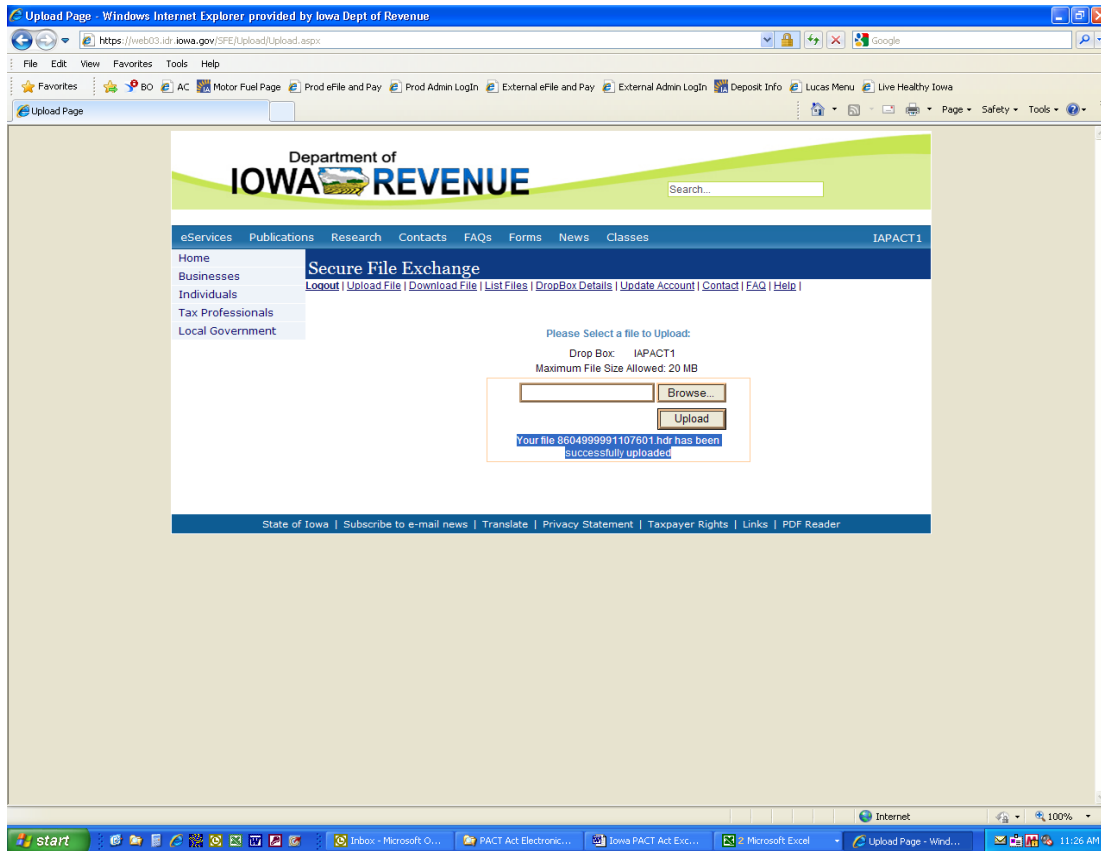 Upload Page - Windows Internet Explorer provided by Iowa Dept of Revenue
https://web03.idr.iowa.gov/SFE/Upload/Upload.aspx
Google
File Edit View Favorites Tools Help
Favorites BO AC Motor Fuel Page Prod eFile and Pay Prod Admin LogIn External eFile and Pay External Admin LogIn Deposit Info Lucas Menu Live Healthy Iowa
Upload Page
Page Safety Tools
Department of
IOWA REVENUE
Search...
eServices Publications Research Contacts FAQs Forms News Classes IAPACT1
Home
Businesses
Individuals
Tax Professionals
Local Government
Secure File Exchange
Logout | Upload File | Download File | List Files | DropBox Details | Update Account | Contact | FAQ | Help |
Please Select a file to Upload:
Drop Box: IAPACT1
Maximum File Size Allowed: 20 MB
Browse...
Upload
Your file 8604999991107601.hdr has been
successfully uploaded
State of Iowa | Subscribe to e-mail news | Translate | Privacy Statement | Taxpayer Rights | Links | PDF Reader
Internet 100%
start Inbox - Microsoft O... PACT Act Electronic... Iowa PACT Act Exc... 2 Microsoft Excel Upload Page - Wind... 11:26 AM